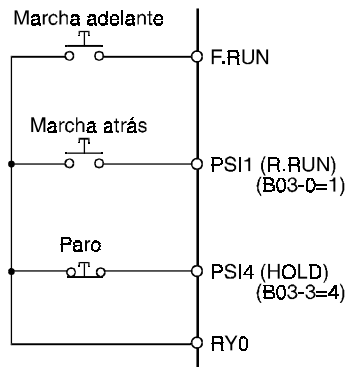 Marcha adelante
F.RUN
Marcha atrás
PSI1 (R.RUN)
(B03-0=1)
Paro
PSI4 (HOLD)
(B03-3=4)
RY0